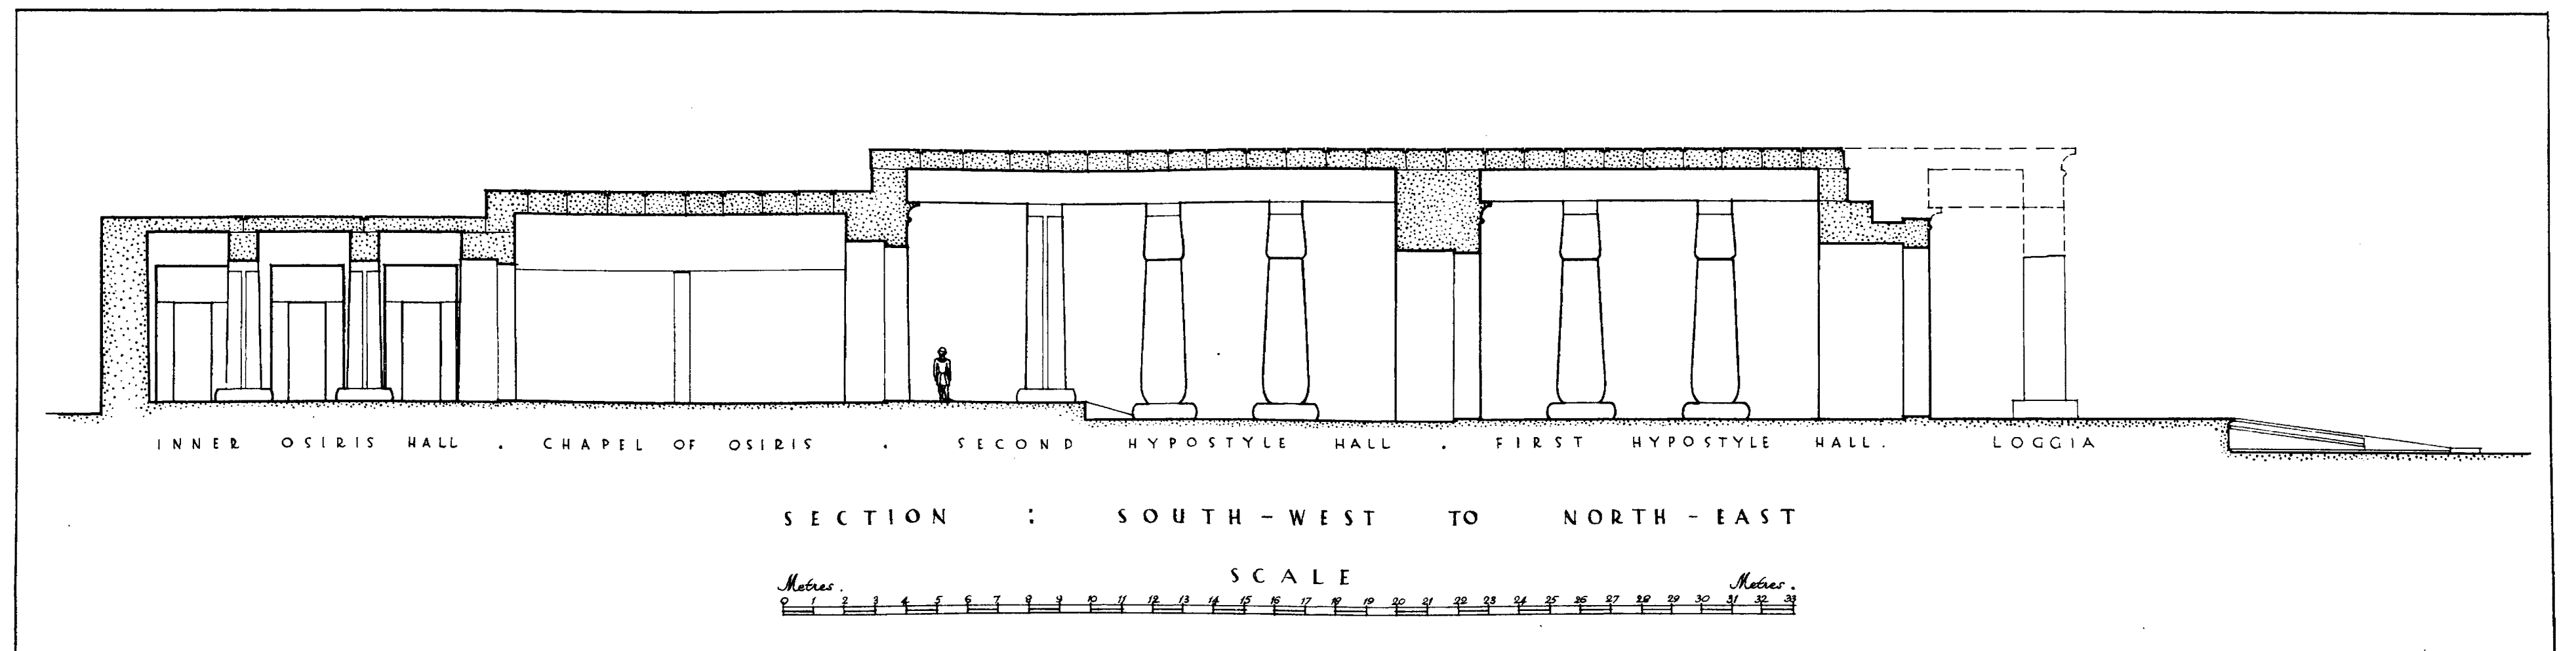 INNER OSIRIS HALL . CHAPEL OF OSIRIS . SECOND HYPOSTYLE HALL . FIRST HYPOSTYLE HALL. LOGGIA
SECTION : SOUTH-WEST TO NORTH-EAST
SCALE
Metres. Metres.
0 1 2 3 4 5 6 7 8 9 10 11 12 13 14 15 16 17 18 19 20 21 22 23 24 25 26 27 28 29 30 31 32 33